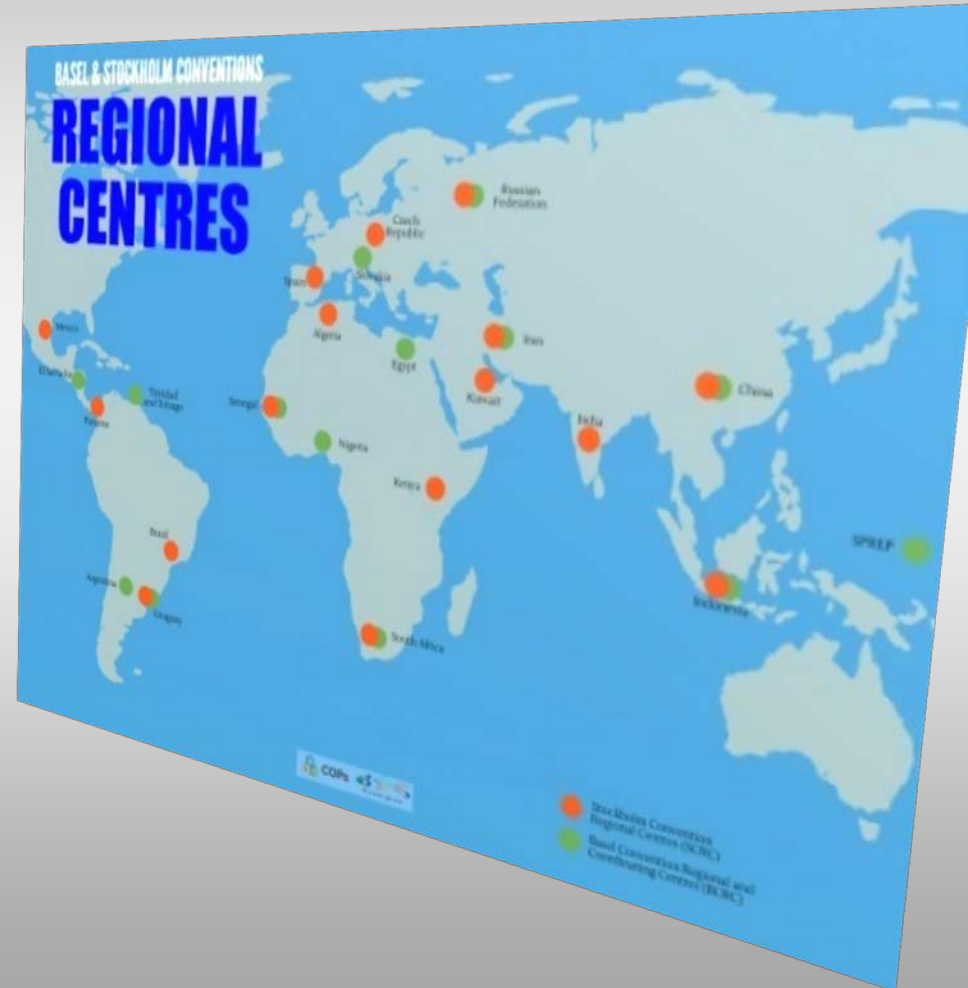 BASEL & STOCKHOLM CONVENTIONS
REGIONAL
CENTRES
Russian
Federation
Czech
Republic
Slovakia
Spain
Algeria
Egypt
Iran
Kuwait
China
India
Mexico
Trinidad
and Tobago
Panama
Senegal
Nigeria
Kenya
Brazil
Argentina
Uruguay
South Africa
SPREP
Indonesia
COPs
Stockholm Convention
Regional Centres (SCRC)
Basel Convention Regional and
Coordinating Centres (BCRC)